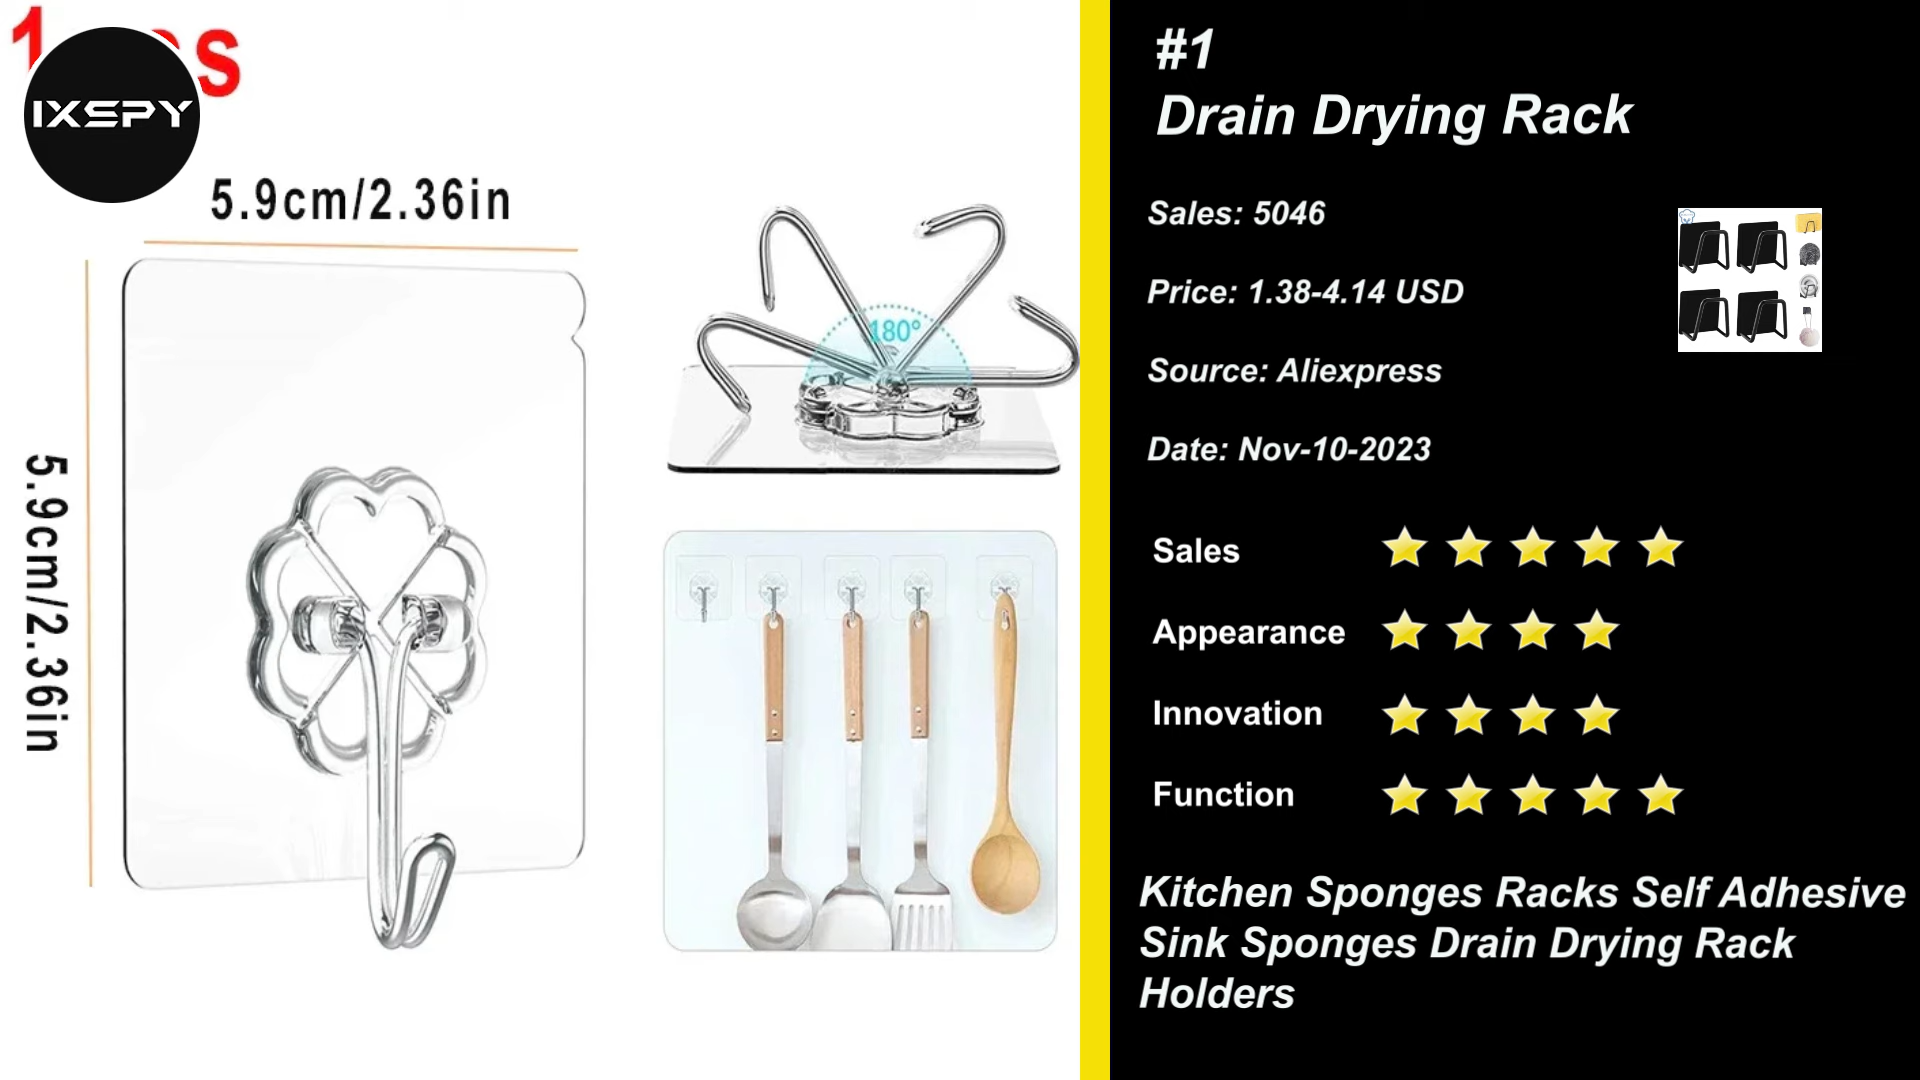 IXSPY
5.9cm/2.36in
5.9cm/2.36in
180°
#1
Drain Drying Rack
Sales: 5046
Price: 1.38-4.14 USD
Source: Aliexpress
Date: Nov-10-2023
Sales
Appearance
Innovation
Function
Kitchen Sponges Racks Self Adhesive
Sink Sponges Drain Drying Rack
Holders